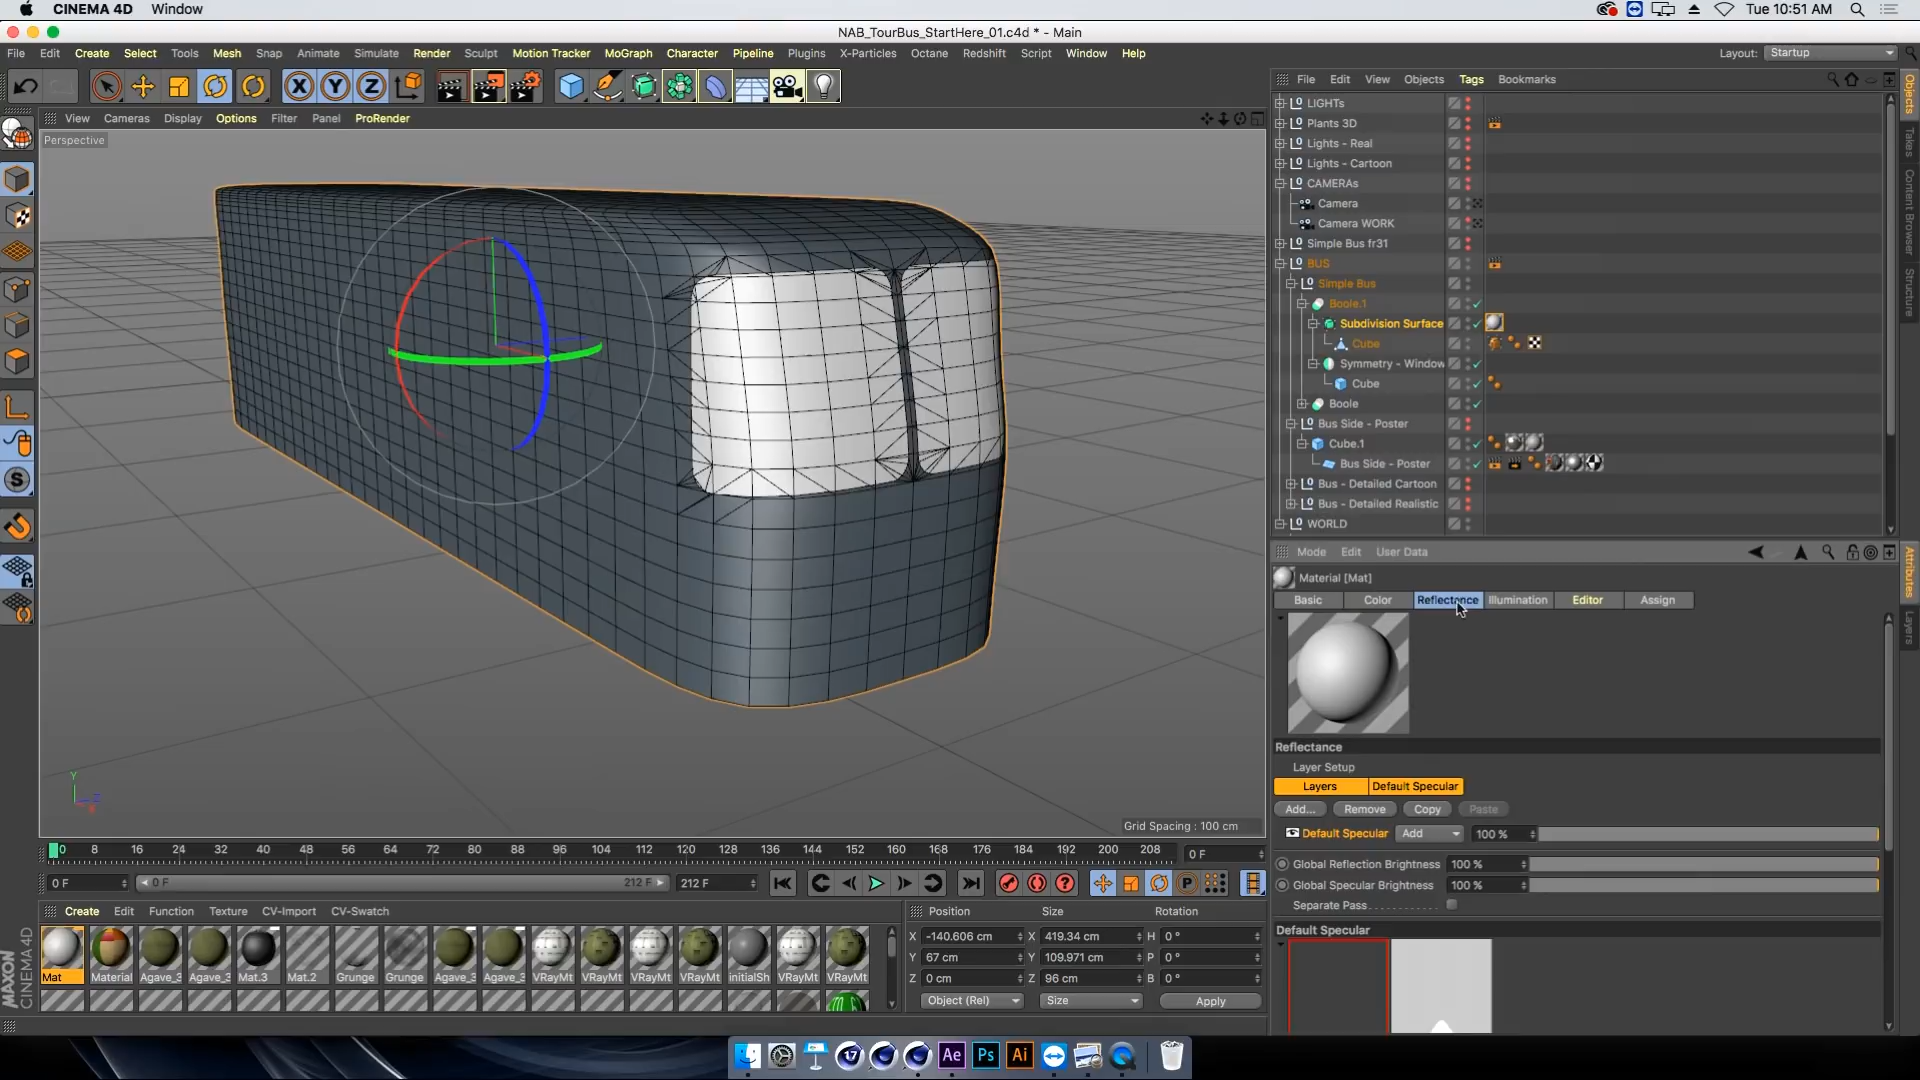 CINEMA 4D Window Tue 10:51 AM
NAB_TourBus_StartHere_01.c4d * - Main
File Edit Create Select Tools Mesh Snap Animate Simulate Render Sculpt Motion Tracker MoGraph Character Pipeline Plugins X-Particles Octane Redshift Script Window Help Layout: Startup
X Y Z
File Edit View Objects Tags Bookmarks
View Cameras Display Options Filter Panel ProRender
Perspective
LIGHTs
Plants 3D
Lights - Real
Lights - Cartoon
CAMERAs
Camera
Camera WORK
Simple Bus fr31
BUS
Simple Bus
Boole.1
Subdivision Surface
Cube
Symmetry - Window
Cube
Boole
Bus Side - Poster
Cube.1
Bus Side - Poster
Bus - Detailed Cartoon
Bus - Detailed Realistic
WORLD
Objects
Takes
Content Browser
Structure
Mode Edit User Data
Material [Mat]
Basic Color Reflectance Illumination Editor Assign
Attributes
Layers
Reflectance
Layer Setup
Layers Default Specular
Add... Remove Copy Paste
Default Specular Add 100 %
Global Reflection Brightness 100 %
Global Specular Brightness 100 %
Separate Pass
Default Specular
Y
Z
X
Grid Spacing : 100 cm
0 8 16 24 32 40 48 56 64 72 80 88 96 104 112 120 128 136 144 152 160 168 176 184 192 200 208 0 F
0 F 0 F 212 F 212 F
Create Edit Function Texture CV-Import CV-Swatch
Mat Material Agave_3 Agave_3 Mat.3 Mat.2 Grunge Grunge Agave_3 Agave_3 VRayMt VRayMt VRayMt VRayMt initialSh VRayMt VRayMt
Position Size Rotation
X -140.606 cm X 419.34 cm H 0 °
Y 67 cm Y 109.971 cm P 0 °
Z 0 cm Z 96 cm B 0 °
Object (Rel) Size Apply
MAXON
CINEMA 4D
17 Ae Ps Ai